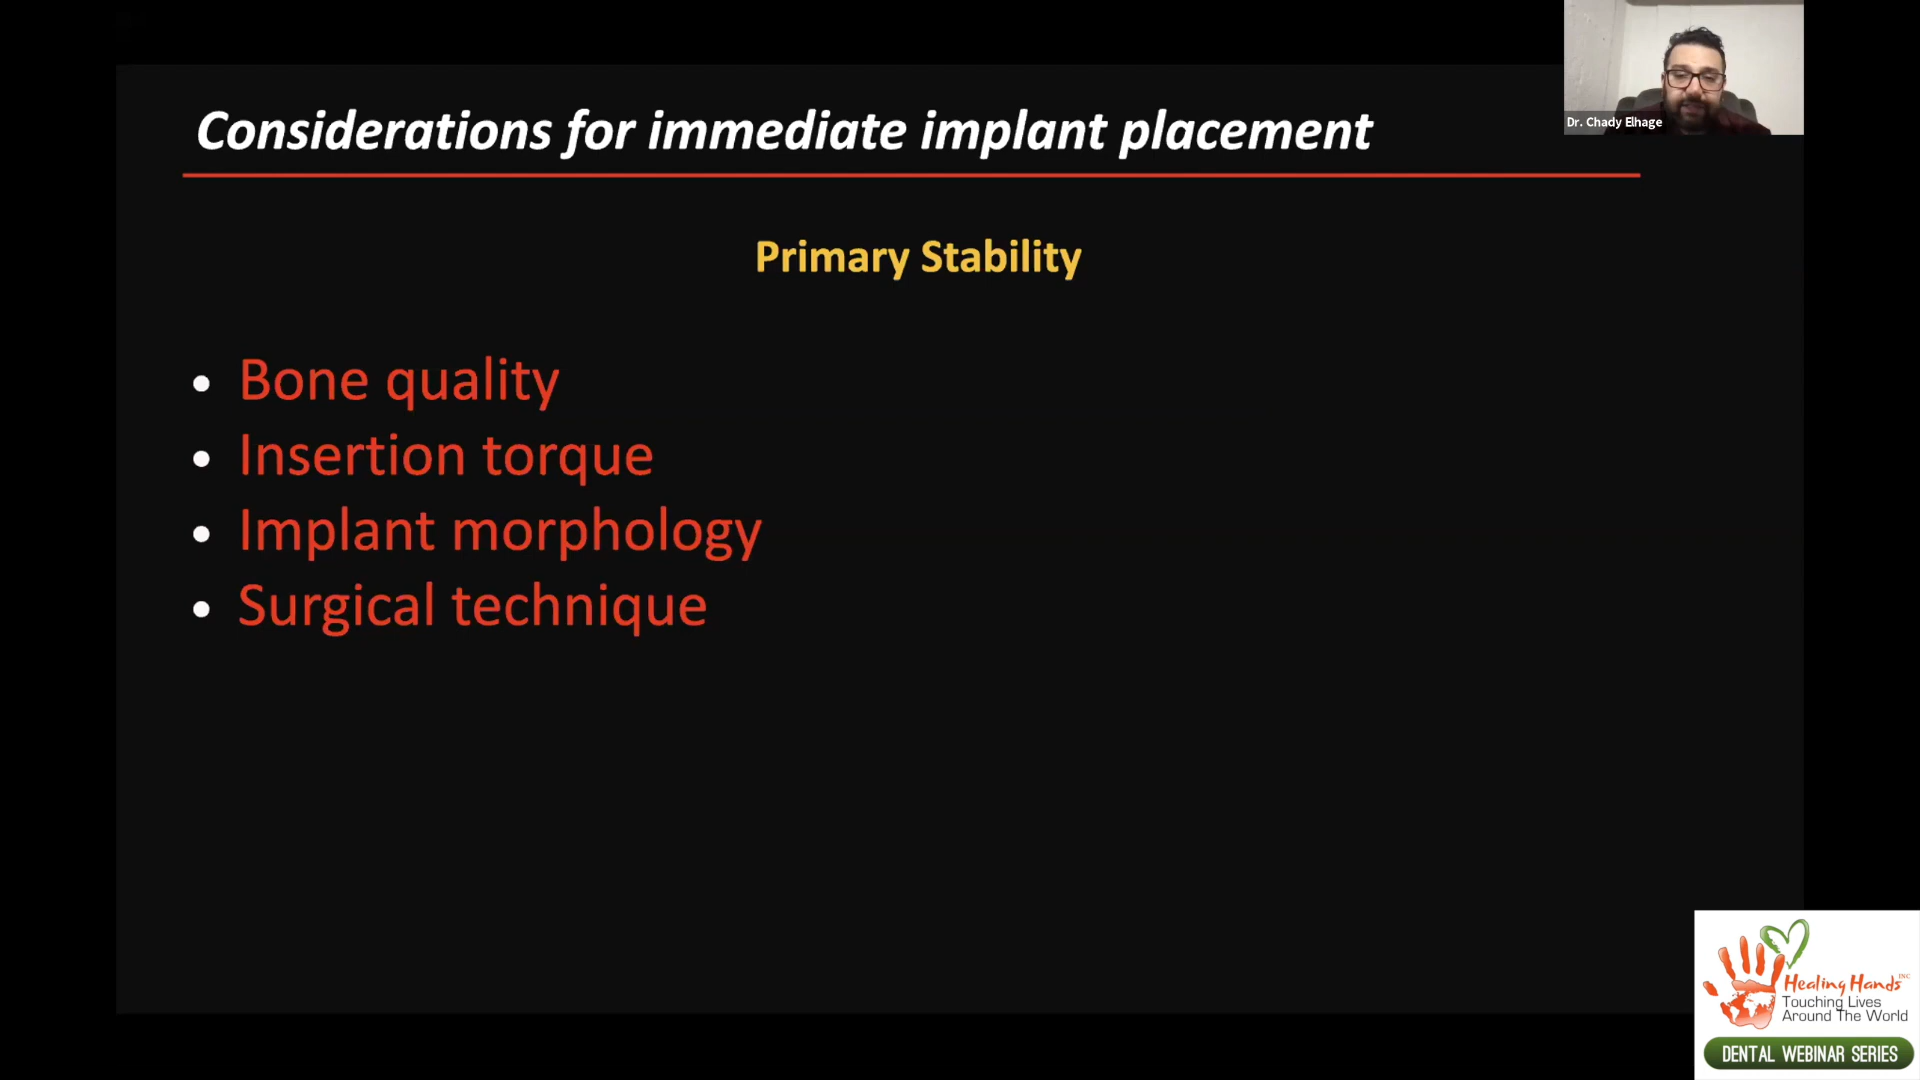 Considerations for immediate implant placement
Dr. Chady Elhage
Primary Stability
• Bone quality
• Insertion torque
• Implant morphology
• Surgical technique
Healing Hands INC
Touching Lives
Around The World
DENTAL WEBINAR SERIES